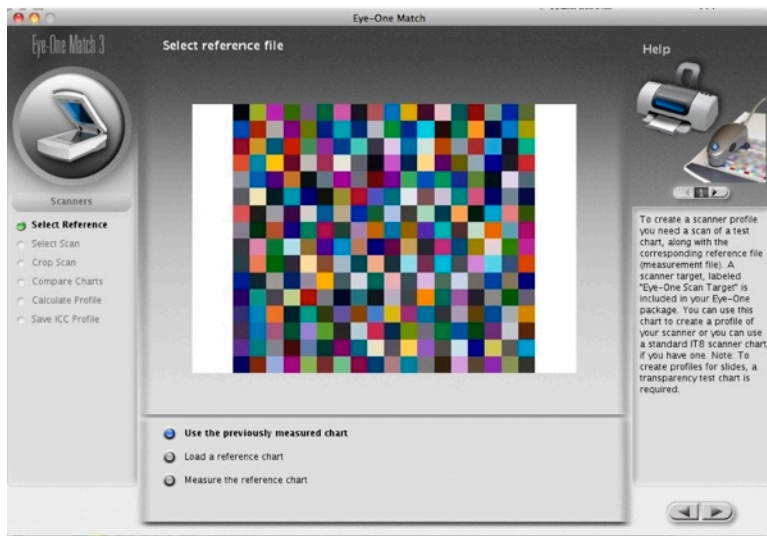 Eye-One Match
Eye-One Match 3
Select reference file
Help
Scanners
Select Reference
Select Scan
Crop Scan
Compare Charts
Calculate Profile
Save ICC Profile
Use the previously measured chart
Load a reference chart
Measure the reference chart
1
To create a scanner profile
you need a scan of a test
chart, along with the
corresponding reference file
(measurement file). A
scanner target, labeled
"Eye-One Scan Target" is
included in your Eye-One
package. You can use this
chart to create a profile of
your scanner or you can use
a standard IT8 scanner chart
if you have one. Note: To
create profiles for slides, a
transparency test chart is
required.